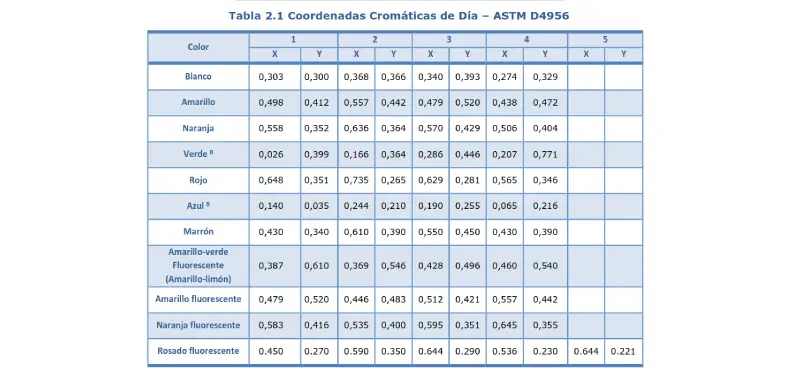 Tabla 2.1 Coordenadas Cromáticas de Día – ASTM D4956
Color 1 2 3 4 5
X Y X Y X Y X Y X Y
Blanco 0,303 0,300 0,368 0,366 0,340 0,393 0,274 0,329
Amarillo 0,498 0,412 0,557 0,442 0,479 0,520 0,438 0,472
Naranja 0,558 0,352 0,636 0,364 0,570 0,429 0,506 0,404
Verde ᴮ 0,026 0,399 0,166 0,364 0,286 0,446 0,207 0,771
Rojo 0,648 0,351 0,735 0,265 0,629 0,281 0,565 0,346
Azul ᴮ 0,140 0,035 0,244 0,210 0,190 0,255 0,065 0,216
Marrón 0,430 0,340 0,610 0,390 0,550 0,450 0,430 0,390
Amarillo-verde
Fluorescente 0,387 0,610 0,369 0,546 0,428 0,496 0,460 0,540
(Amarillo-limón)
Amarillo fluorescente 0,479 0,520 0,446 0,483 0,512 0,421 0,557 0,442
Naranja fluorescente 0,583 0,416 0,535 0,400 0,595 0,351 0,645 0,355
Rosado fluorescente 0.450 0.270 0.590 0.350 0.644 0.290 0.536 0.230 0.644 0.221